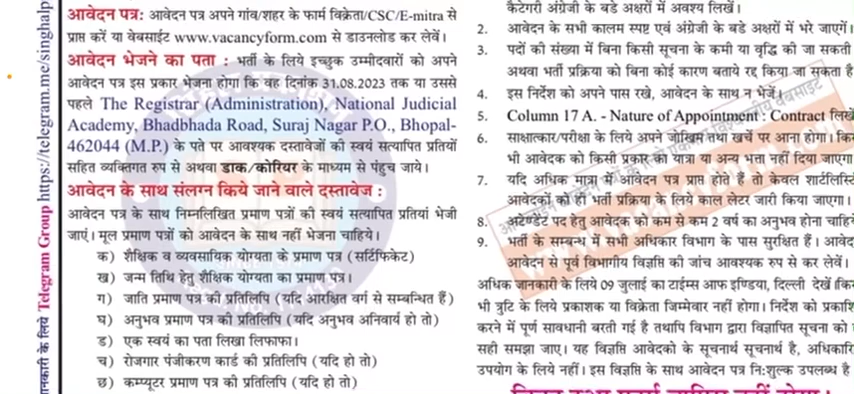 आवेदन पत्र: आवेदन पत्र अपने गांव/शहर के फार्म विक्रेता/CSC/E-mitra से
प्राप्त करें या वेबसाईट www.vacancyform.com से डाउनलोड कर लेवें।
आवेदन भेजने का पता : भर्ती के लिये इच्छुक उम्मीदवारों को अपने
आवेदन पत्र इस प्रकार भेजना होगा कि वह दिनांक 31.08.2023 तक या उससे
पहले The Registrar (Administration), National Judicial
Academy, Bhadbhada Road, Suraj Nagar P.O., Bhopal-
462044 (M.P.) के पते पर आवश्यक दस्तावेजों की स्वयं सत्यापित प्रतियों
सहित व्यक्तिगत रुप से अथवा डाक/कोरियर के माध्यम से पंहुच जाये।
आवेदन के साथ संलग्न किये जाने वाले दस्तावेज :
आवेदन पत्र के साथ निम्नलिखित प्रमाण पत्रों की स्वयं सत्यापित प्रतियां भेजी
जाएं। मूल प्रमाण पत्रों को आवेदन के साथ नहीं भेजना चाहिये।
क) शैक्षिक व व्यवसायिक योग्यता के प्रमाण पत्र (सर्टिफिकेट)
ख) जन्म तिथि हेतु शैक्षिक योग्यता का प्रमाण पत्र।
ग) जाति प्रमाण पत्र की प्रतिलिपि (यदि आरक्षित वर्ग से सम्बन्धित हैं)
घ) अनुभव प्रमाण पत्र की प्रतिलिपि (यदि अनुभव अनिवार्य हो तो)
ड) एक स्वयं का पता लिखा लिफाफा।
च) रोजगार पंजीकरण कार्ड की प्रतिलिपि (यदि हो तो)
छ) कम्प्यूटर प्रमाण पत्र की प्रतिलिपि (यदि हो तो)
कैटेगरी अंग्रेजी के बडे अक्षरों में अवश्य लिखें।
2. आवेदन के सभी कालम स्पष्ट एवं अंग्रेजी के बडे अक्षरों में भरे जाएगें।
3. पदों की संख्या में बिना किसी सूचना के कमी या वृद्धि की जा सकती
अथवा भर्ती प्रक्रिया को बिना कोई कारण बताये रद्द किया जा सकता है
4. इस निर्देश को अपने पास रखे, आवेदन के साथ न भेजें।
5. Column 17 A. - Nature of Appointment : Contract लिखें
6. साक्षात्कार/परीक्षा के लिये अपने जोखिम तथा खर्चे पर आना होगा।
भी आवेदक को किसी प्रकार का यात्रा या अन्य भत्ता नहीं दिया जाएगा
7. यदि अधिक मात्रा में आवेदन पत्र प्राप्त होते हैं तो केवल शार्टलिस्ट
आवेदकों को ही भर्ती प्रक्रिया के लिये काल लेटर जारी किया जाएगा।
8. अटेण्डेंट पद हेतु आवेदक को कम से कम 2 वर्ष का अनुभव होना चाहिये
9. भर्ती के सम्बन्ध में सभी अधिकार विभाग के पास सुरक्षित हैं।
आवेदन से पूर्व विभागीय विज्ञप्ति की जांच आवश्यक रुप से कर लेवें।
अधिक जानकारी के लिये 09 जुलाई का टाईम्स आफ इण्डिया, दिल्ली देखें
भी त्रुटि के लिये प्रकाशक या विक्रेता जिम्मेवार नहीं होगा। निर्देश को
करने में पूर्ण सावधानी बरती गई है तथापि विभाग द्वारा विज्ञापित सूचना को
सही समझा जाए। यह विज्ञप्ति आवेदको के सूचनार्थ सूचनार्थ है,
उपयोग के लिये नहीं। इस विज्ञप्ति के साथ आवेदन पत्र नि:शुल्क उपलब्ध है
के लिये Telegram Group https://telegram.me/singhalp